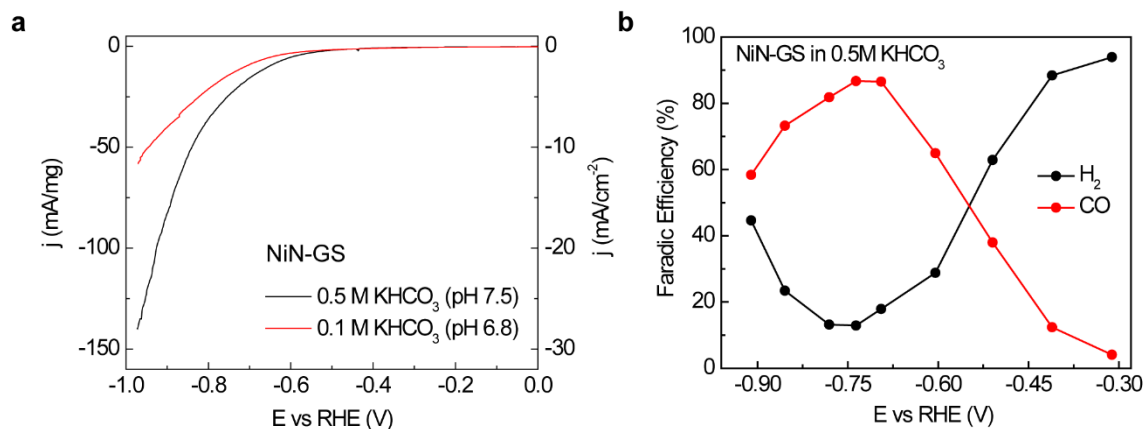 a
0
-50
-100
-150
j (mA/mg)
0
-10
-20
-30
j (mA/cm⁻²)
NiN-GS
0.5 M KHCO₃ (pH 7.5)
0.1 M KHCO₃ (pH 6.8)
-1.0 -0.8 -0.6 -0.4 -0.2 0.0
E vs RHE (V)
b
100
80
60
40
20
0
Faradic Efficiency (%)
NiN-GS in 0.5M KHCO₃
H₂
CO
-0.90 -0.75 -0.60 -0.45 -0.30
E vs RHE (V)